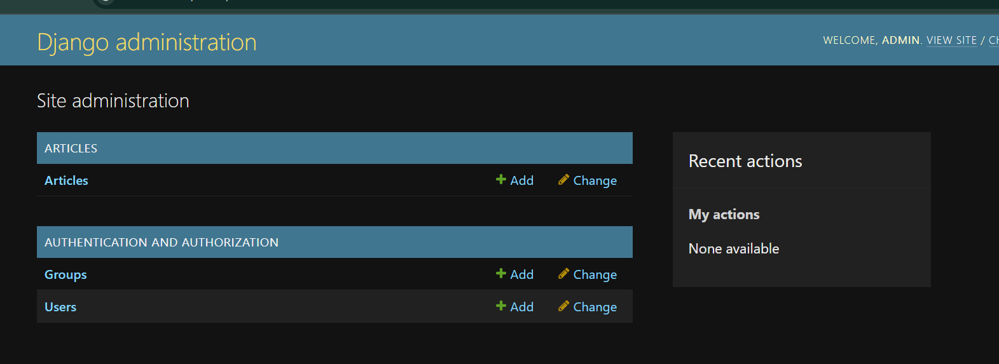 Django administration
WELCOME, ADMIN. VIEW SITE /
Site administration
ARTICLES
Articles Add Change
AUTHENTICATION AND AUTHORIZATION
Groups Add Change
Users Add Change
Recent actions
My actions
None available